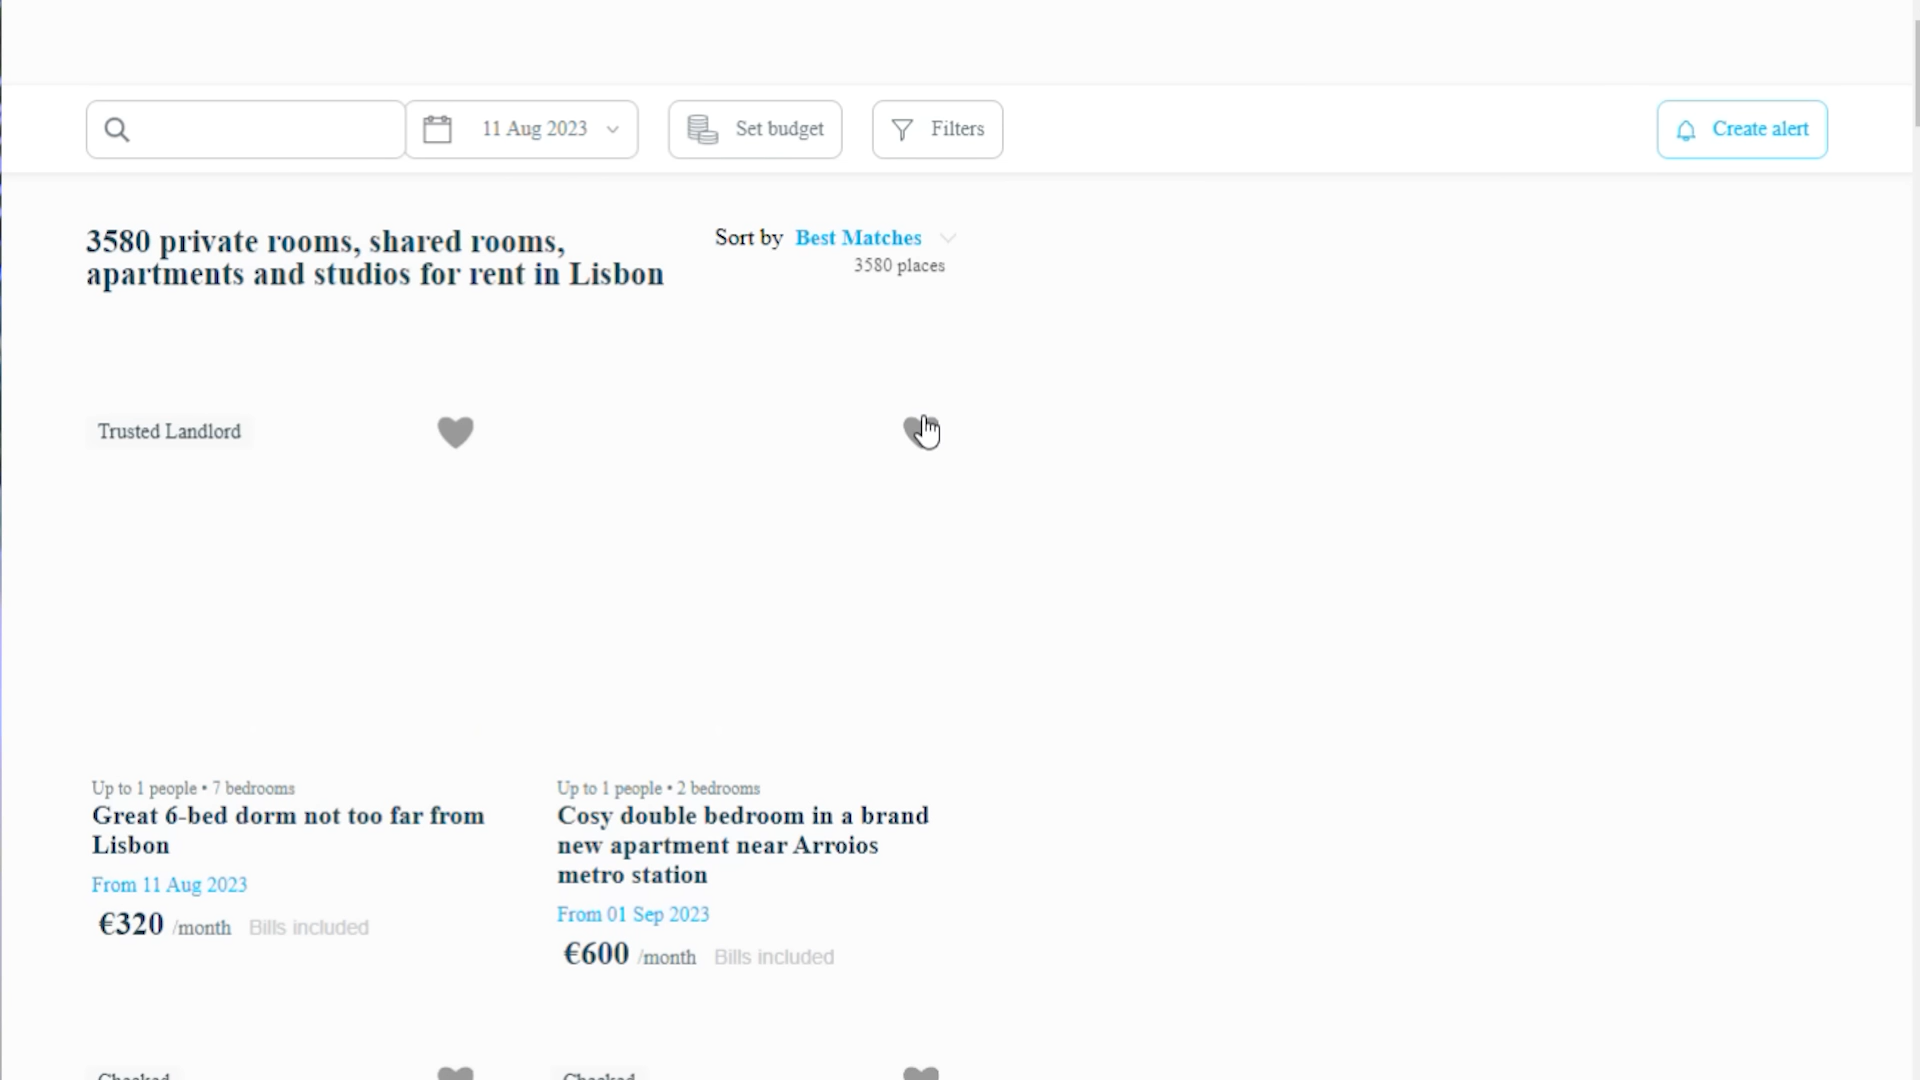 11 Aug 2023
Set budget
Filters
Create alert
3580 private rooms, shared rooms,
apartments and studios for rent in Lisbon
Sort by Best Matches
3580 places
Trusted Landlord
Up to 1 people • 7 bedrooms
Great 6-bed dorm not too far from
Lisbon
From 11 Aug 2023
€320 /month Bills included
Up to 1 people • 2 bedrooms
Cosy double bedroom in a brand
new apartment near Arroios
metro station
From 01 Sep 2023
€600 /month Bills included
Checked
Checked